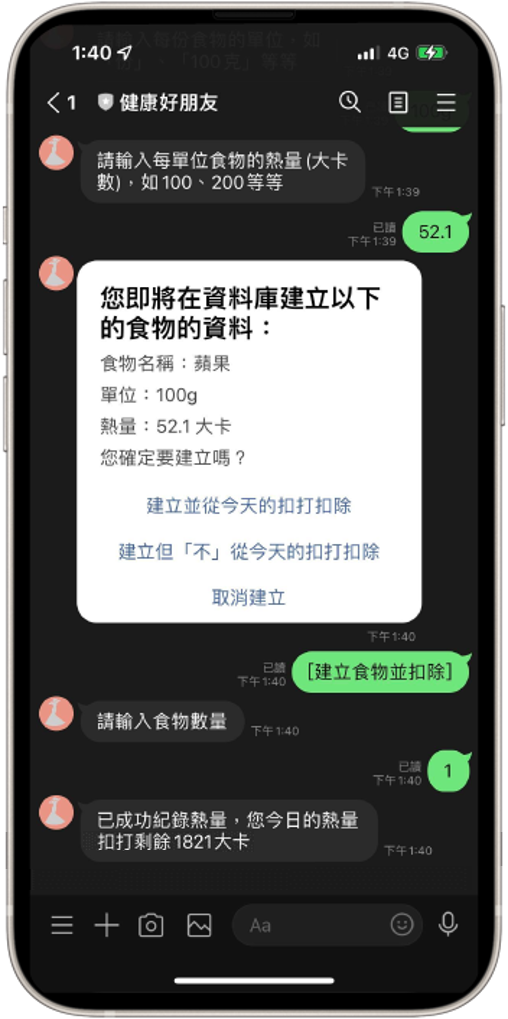 1:40 4G
請輸入每份食物的單位，如
「100克」等等
1 健康好朋友
請輸入每單位食物的熱量(大卡
數)，如100、200等等
下午1:39
已讀
下午1:39
52.1
您即將在資料庫建立以下
的食物的資料：
食物名稱：蘋果
單位：100g
熱量：52.1 大卡
您確定要建立嗎？
建立並從今天的扣打扣除
建立但「不」從今天的扣打扣除
取消建立
下午1:40
已讀
下午1:40
[建立食物並扣除]
請輸入食物數量
下午1:40
已讀
下午1:40
1
已成功紀錄熱量，您今日的熱量
扣打剩餘1821大卡
下午1:40
Aa